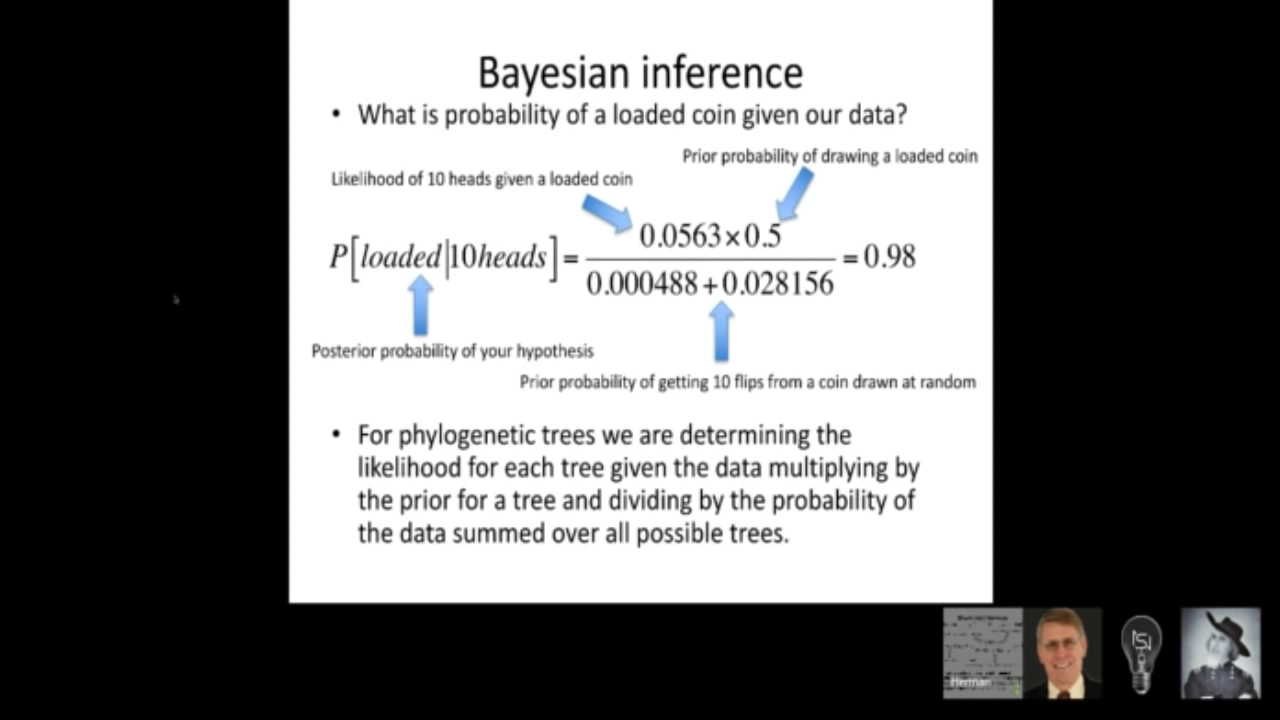 Bayesian inference
• What is probability of a loaded coin given our data?
Prior probability of drawing a loaded coin
Likelihood of 10 heads given a loaded coin
P[loaded|10heads] = 0.0563×0.5 / 0.000488+0.028156 = 0.98
Posterior probability of your hypothesis
Prior probability of getting 10 flips from a coin drawn at random
• For phylogenetic trees we are determining the
likelihood for each tree given the data multiplying by
the prior for a tree and dividing by the probability of
the data summed over all possible trees.
Herman